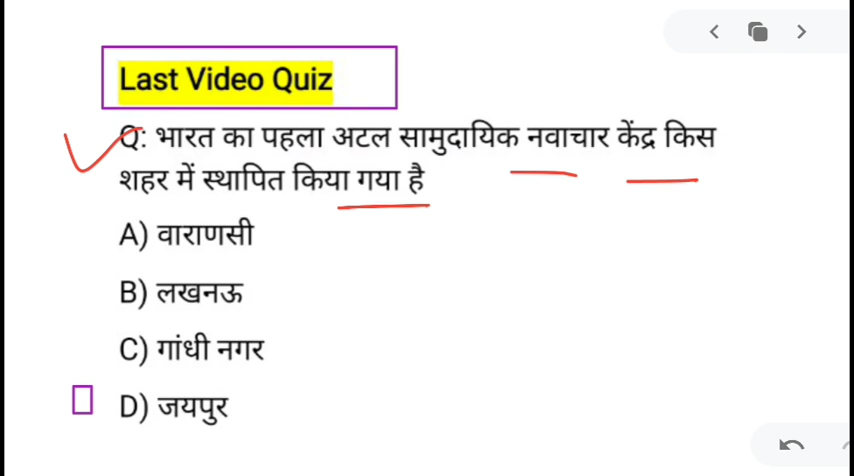 Last Video Quiz
Q: भारत का पहला अटल सामुदायिक नवाचार केंद्र किस
शहर में स्थापित किया गया है
A) वाराणसी
B) लखनऊ
C) गांधी नगर
D) जयपुर